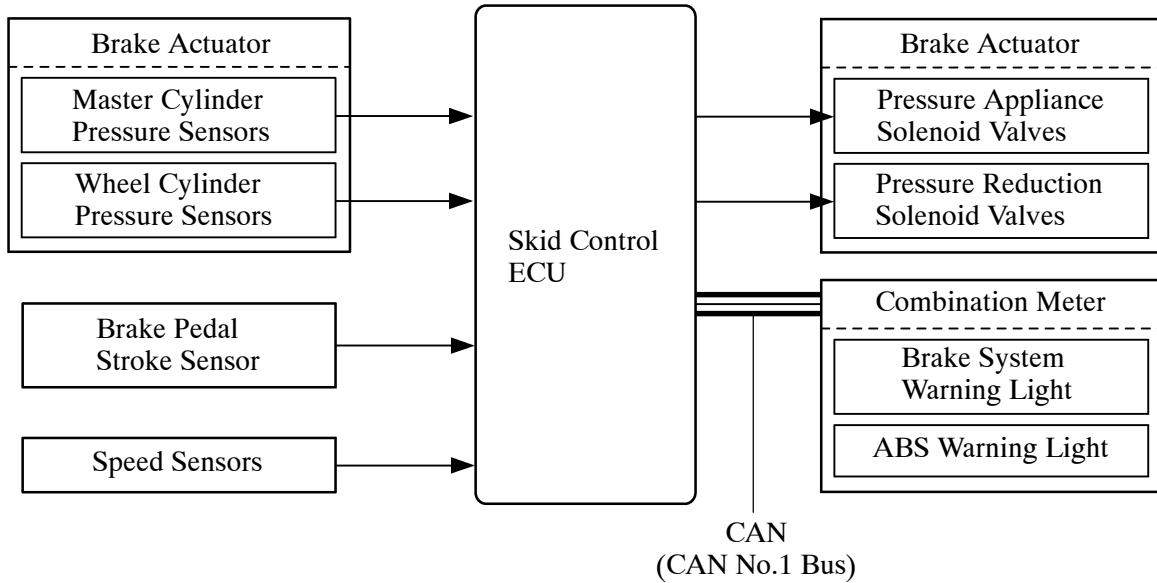 Brake Actuator
Master Cylinder
Pressure Sensors
Wheel Cylinder
Pressure Sensors
Brake Pedal
Stroke Sensor
Speed Sensors
Skid Control
ECU
Brake Actuator
Pressure Appliance
Solenoid Valves
Pressure Reduction
Solenoid Valves
Combination Meter
Brake System
Warning Light
ABS Warning Light
CAN
(CAN No.1 Bus)